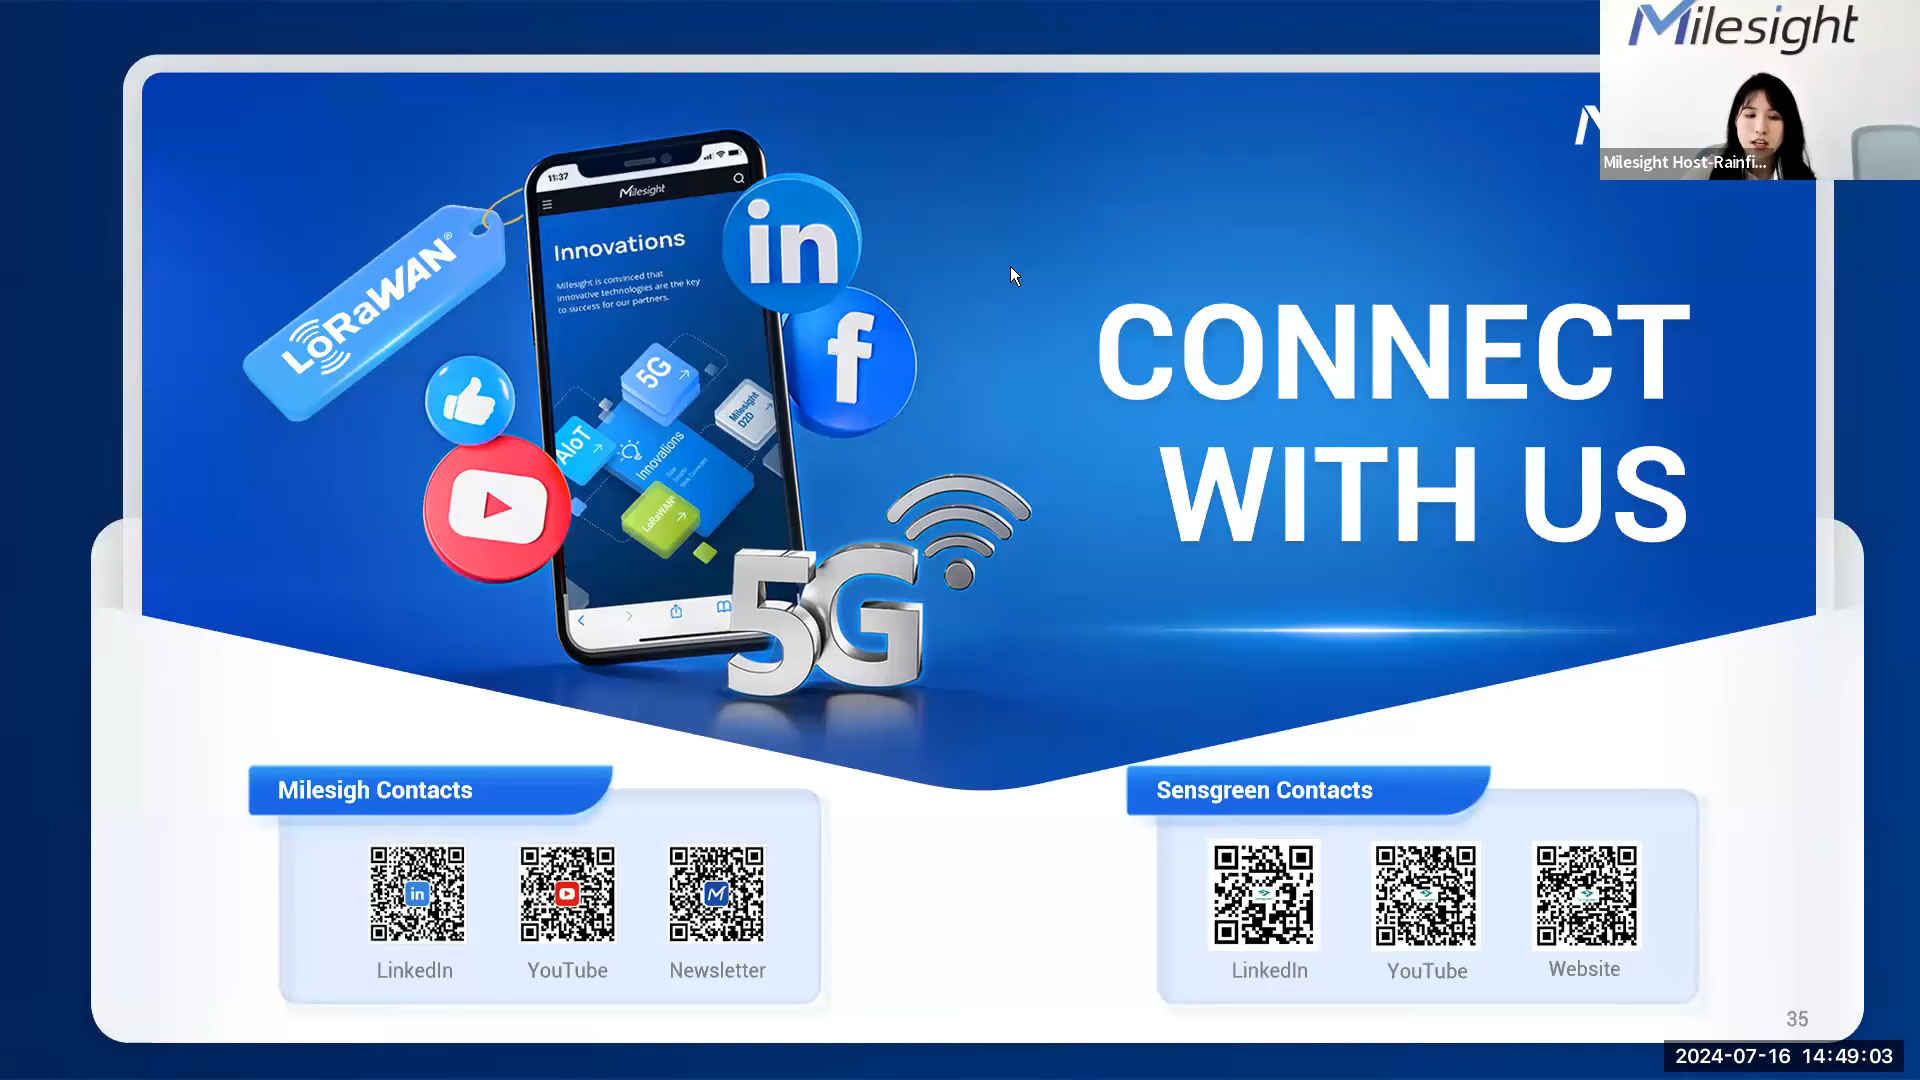 Milesight
Milesight Host-Rainfi...
11:37
Milesight
Innovations
Milesight is convinced that
innovative technologies are the key
to success for our partners.
in
f
LoRaWAN®
5G
Milesight
D2D
AIoT
Innovations
LoRaWAN®
5G
CONNECT
WITH US
Milesigh Contacts
in
LinkedIn
YouTube
Newsletter
Sensgreen Contacts
LinkedIn
YouTube
Website
35
2024-07-16 14:49:03